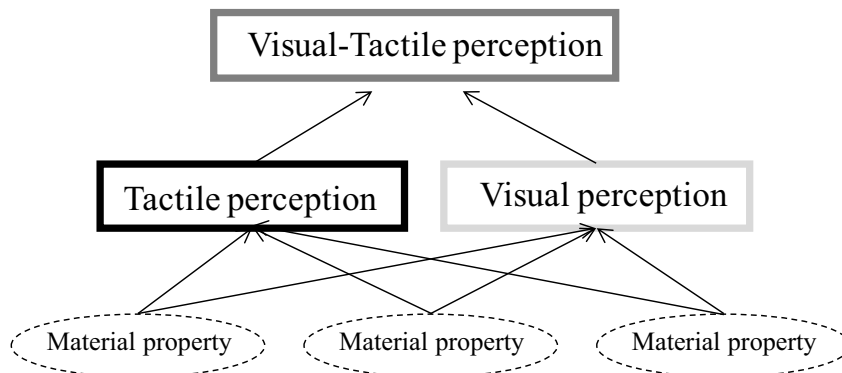 Visual-Tactile perception
Tactile perception
Visual perception
Material property
Material property
Material property